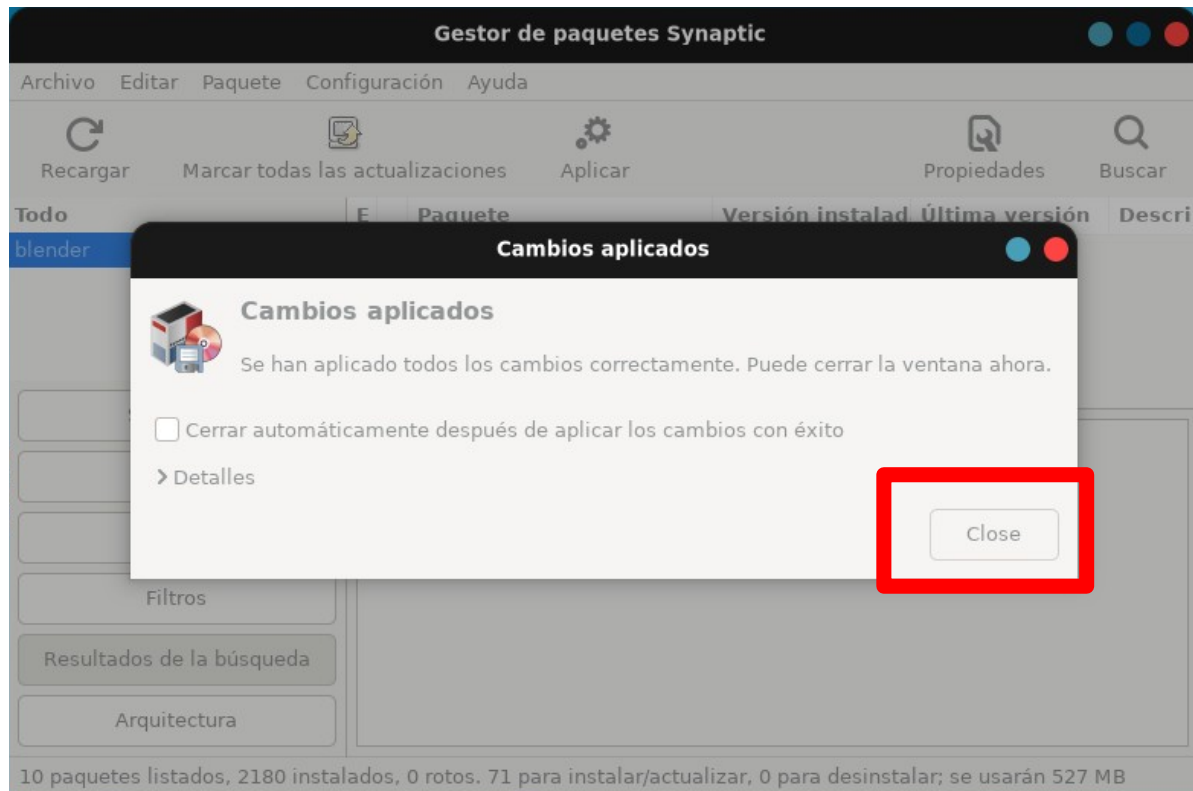 Gestor de paquetes Synaptic
Archivo Editar Paquete Configuración Ayuda
Recargar Marcar todas las actualizaciones Aplicar Propiedades Buscar
Todo E Paquete Versión instalad Última versión Descri
blender
Cambios aplicados
Cambios aplicados
Se han aplicado todos los cambios correctamente. Puede cerrar la ventana ahora.
Cerrar automáticamente después de aplicar los cambios con éxito
Detalles
Close
Filtros
Resultados de la búsqueda
Arquitectura
10 paquetes listados, 2180 instalados, 0 rotos. 71 para instalar/actualizar, 0 para desinstalar; se usarán 527 MB